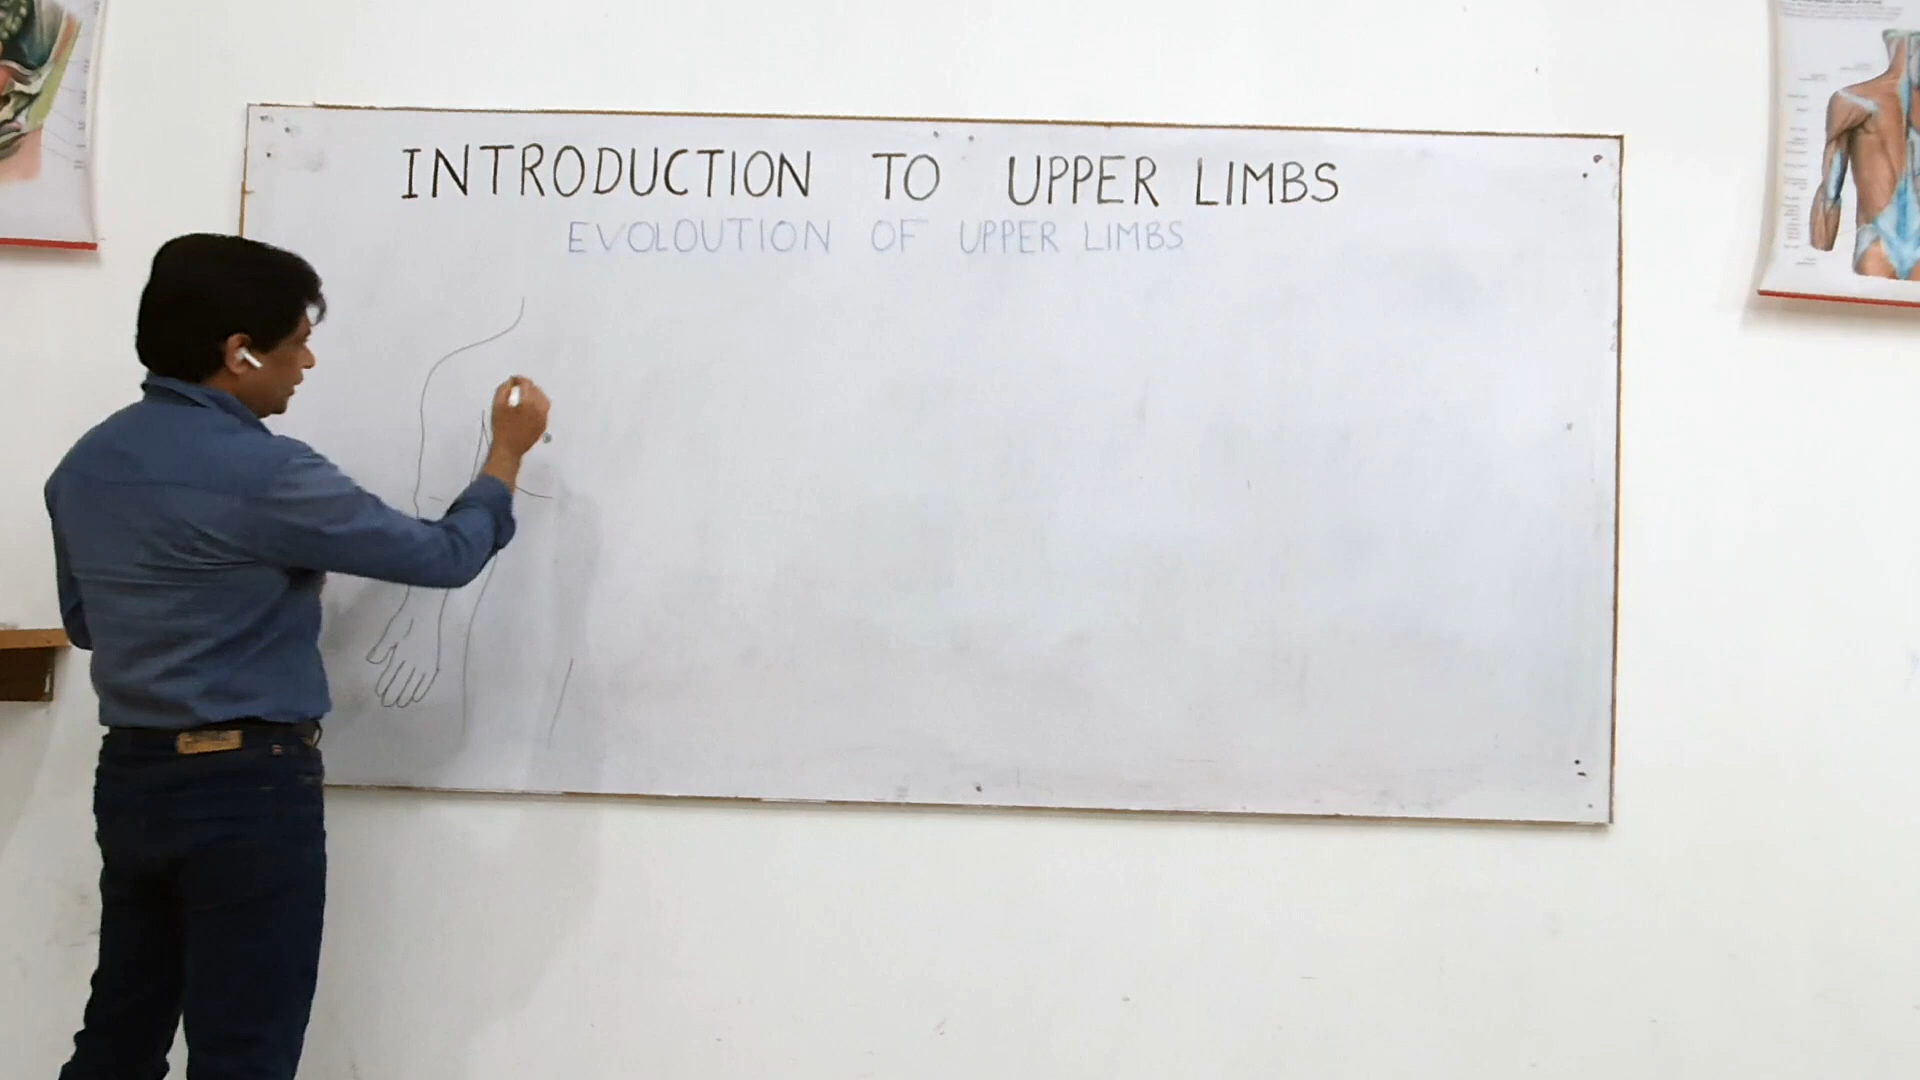 INTRODUCTION TO UPPER LIMBS
EVOLOUTION OF UPPER LIMBS